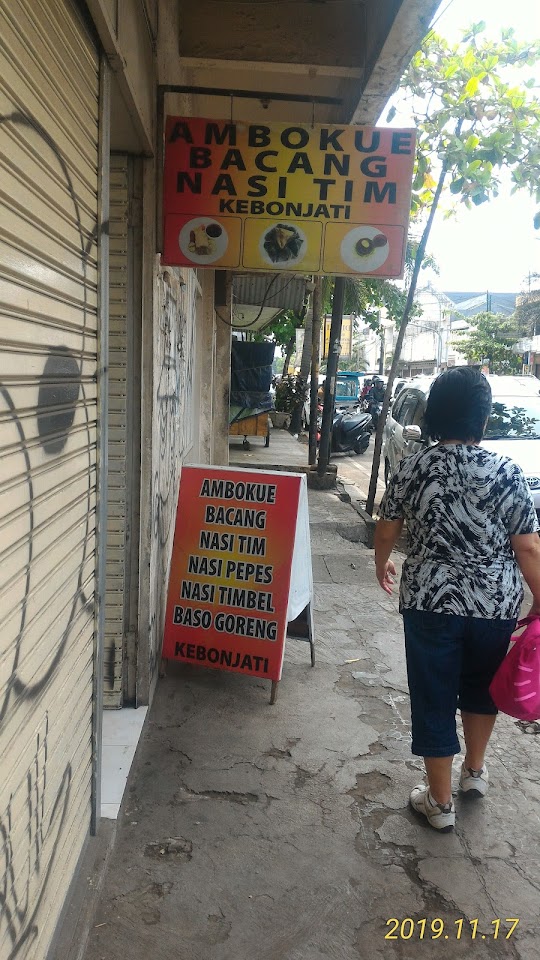 AMBOKUE
BACANG
NASI TIM
KEBONJATI
AMBOKUE
BACANG
NASI TIM
NASI PEPES
NASI TIMBEL
BASO GORENG
KEBONJATI
2019.11.17